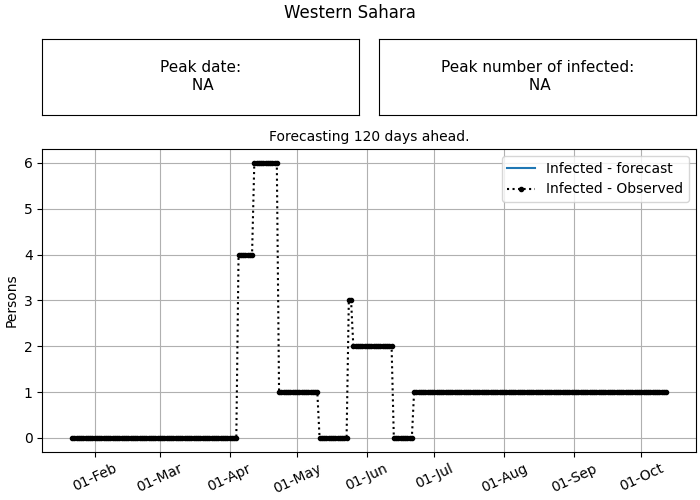 Western Sahara
Peak date:
NA
Peak number of infected:
NA
Forecasting 120 days ahead.
Infected - forecast
Infected - Observed
Persons
6
5
4
3
2
1
0
01-Feb
01-Mar
01-Apr
01-May
01-Jun
01-Jul
01-Aug
01-Sep
01-Oct